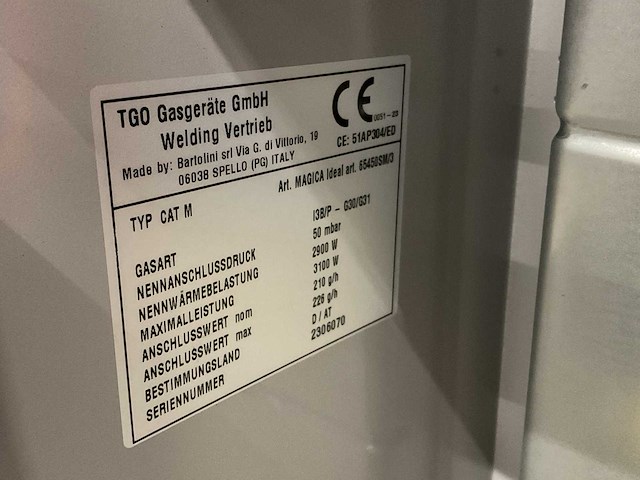 TGO Gasgeräte GmbH
Welding Vertrieb
Made by: Bartolini srl Via G. di Vittorio, 19
06038 SPELLO (PG) ITALY
CE
CE: 51AP304/ED
Art. MAGICA Ideal art. 65450SM/3
TYP CAT M
GASART I3B/P - G30/G31
NENNANSCHLUSSDRUCK 50 mbar
NENNWÄRMEBELASTUNG 2900 W
MAXIMALLEISTUNG 3100 W
ANSCHLUSSWERT nom 210 g/h
ANSCHLUSSWERT max 226 g/h
BESTIMMUNGSLAND D / AT
SERIENNUMMER 2306070